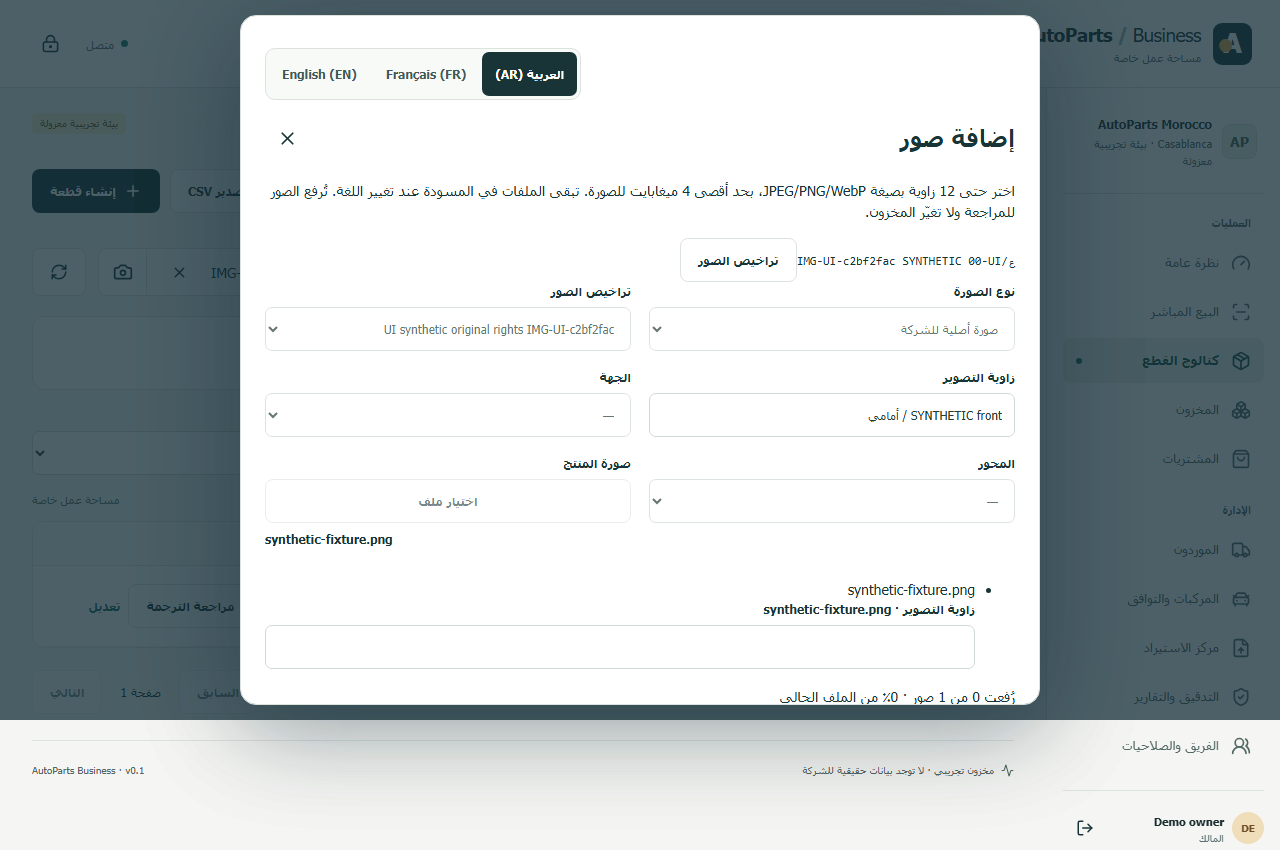 utoParts / Business
مساحة عمل خاصة
متصل
AutoParts Morocco
Casablanca · بيئة تجريبية معزولة
AP
العمليات
نظرة عامة
البيع المباشر
كتالوج القطع
المخزون
المشتريات
الإدارة
الموردون
المركبات والتوافق
مركز الاستيراد
التدقيق والتقارير
الفريق والصلاحيات
Demo owner
المالك
DE
بيئة تجريبية معزولة
CSV
إنشاء قطعة
IMG-
مساحة عمل خاصة
مراجعة الترجمة
تعديل
السابق
صفحة 1
التالي
العربية (AR)
Français (FR)
English (EN)
إضافة صور
اختر حتى 12 زاوية بصيغة JPEG/PNG/WebP، بحد أقصى 4 ميغابايت للصورة. تبقى الملفات في المسودة عند تغيير اللغة. تُرفع الصور
للمراجعة ولا تغيّر المخزون.
IMG-UI-c2bf2fac SYNTHETIC 00-UI/ع
تراخيص الصور
نوع الصورة
صورة أصلية للشركة
تراخيص الصور
UI synthetic original rights IMG-UI-c2bf2fac
زاوية التصوير
SYNTHETIC front / أمامي
الجهة
—
المحور
—
صورة المنتج
اختيار ملف
synthetic-fixture.png
synthetic-fixture.png
زاوية التصوير · synthetic-fixture.png
رُفعت 0 من 1 صور · 0٪ من الملف الحالي
مخزون تجريبي · لا توجد بيانات حقيقية للشركة
AutoParts Business · v0.1